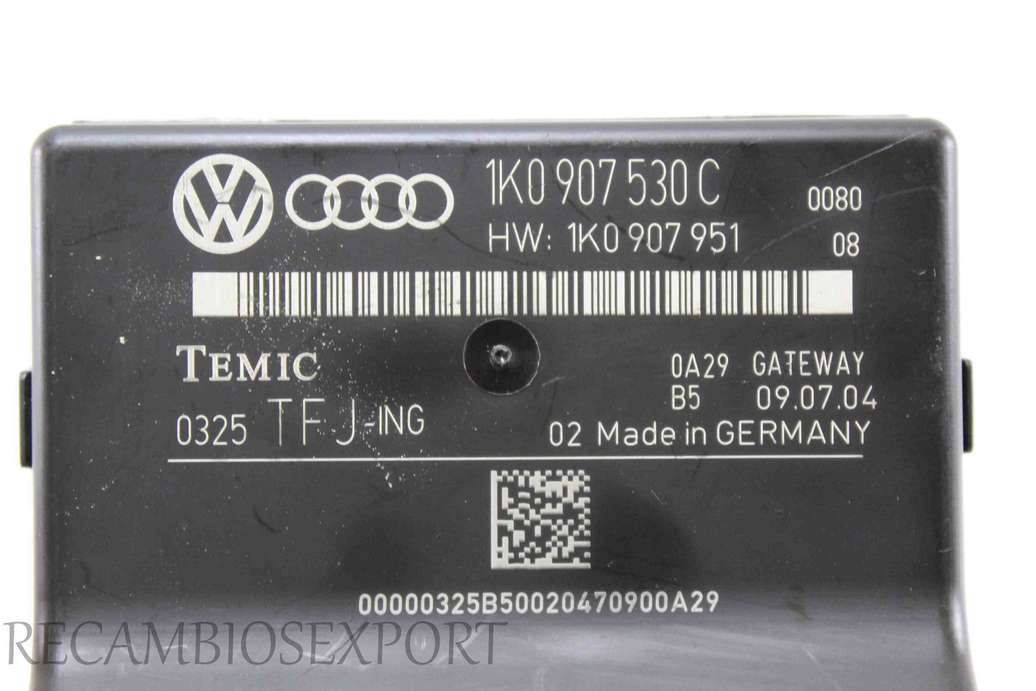 1K0 907 530 C
0080
HW: 1K0 907 951
08
TEMIC
0A29 GATEWAY
B5 09.07.04
0325 TFJ-ING
02 Made in GERMANY
00000325B50020470900A29
RECAMBIOSEXPORT